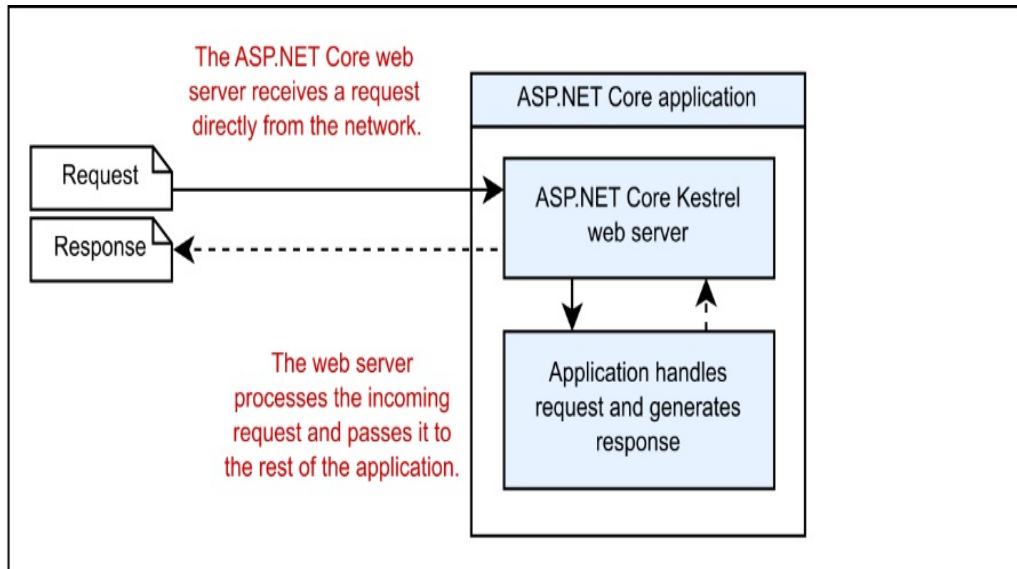 The ASP.NET Core web
server receives a request
directly from the network.
ASP.NET Core application
Request
ASP.NET Core Kestrel
web server
Response
The web server
processes the incoming
request and passes it to
the rest of the application.
Application handles
request and generates
response